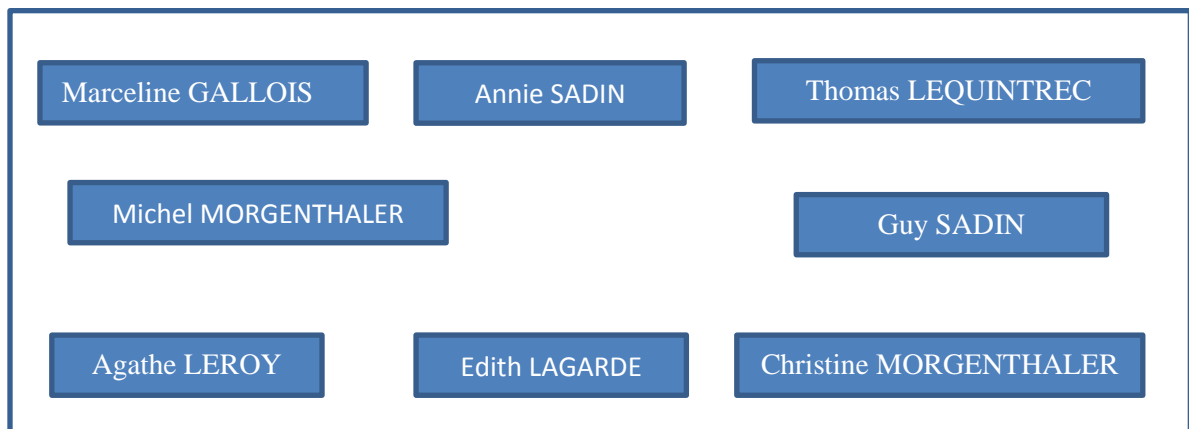 Marceline GALLOIS
Annie SADIN
Thomas LEQUINTREC
Michel MORGENTHALER
Guy SADIN
Agathe LEROY
Edith LAGARDE
Christine MORGENTHALER